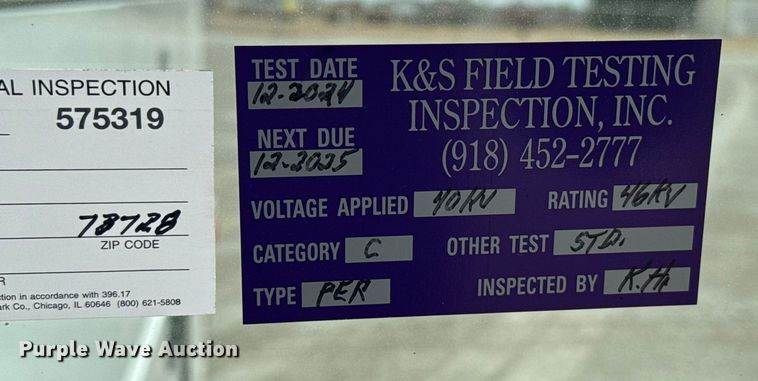 AL INSPECTION
575319
78728
ZIP CODE
R
ction in accordance with 396.17
ark Co., Chicago, IL 60646 (800) 621-5808
TEST DATE
12-2024
NEXT DUE
12-2025
K&S FIELD TESTING
INSPECTION, INC.
(918) 452-2777
VOLTAGE APPLIED 40KV RATING 46KV
CATEGORY C OTHER TEST STD.
TYPE PER INSPECTED BY K.H.
Purple Wave Auction